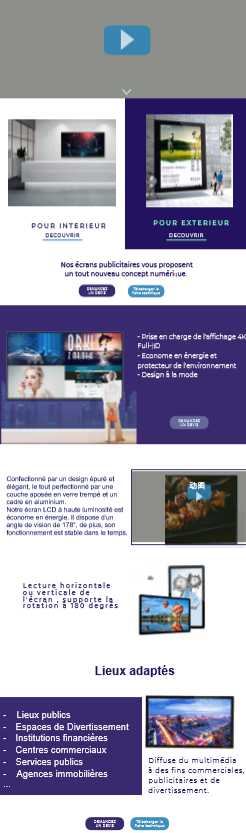 POUR INTERIEUR
DECOUVRIR
POUR EXTERIEUR
DECOUVRIR
Nos écrans publicitaires vous proposent
un tout nouveau concept numérique.
DEMANDEZ
UN DEVIS
Télécharger la
fiche technique
- Prise en charge de l'affichage 4K
Full-HD
- Econome en énergie et
protecteur de l'environnement
- Design à la mode
DEMANDEZ
UN DEVIS
Confectionné par un design épuré et
élégant, le tout perfectionné par une
couche aposée en verre trempé et un
cadre en aluminium.
Notre écran LCD à haute luminosité est
économe en énergie. Il dispose d'un
angle de vision de 178°, de plus, son
fonctionnement est stable dans le temps.
动图
Lecture horizontale
ou verticale de
l'écran , supporte la
rotation à 180 degrés
Lieux adaptés
- Lieux publics
- Espaces de Divertissement
- Institutions financières
- Centres commerciaux
- Services publics
- Agences immobilières
...
Diffuse du multimédia
à des fins commerciales,
publicitaires et de
divertissement.
DEMANDEZ
UN DEVIS
Télécharger la
fiche technique